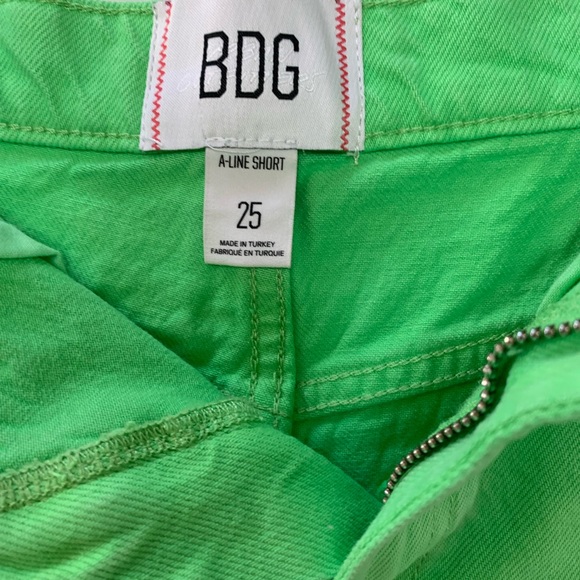 BDG
A-LINE SHORT
25
MADE IN TURKEY
FABRIQUÉ EN TURQUIE